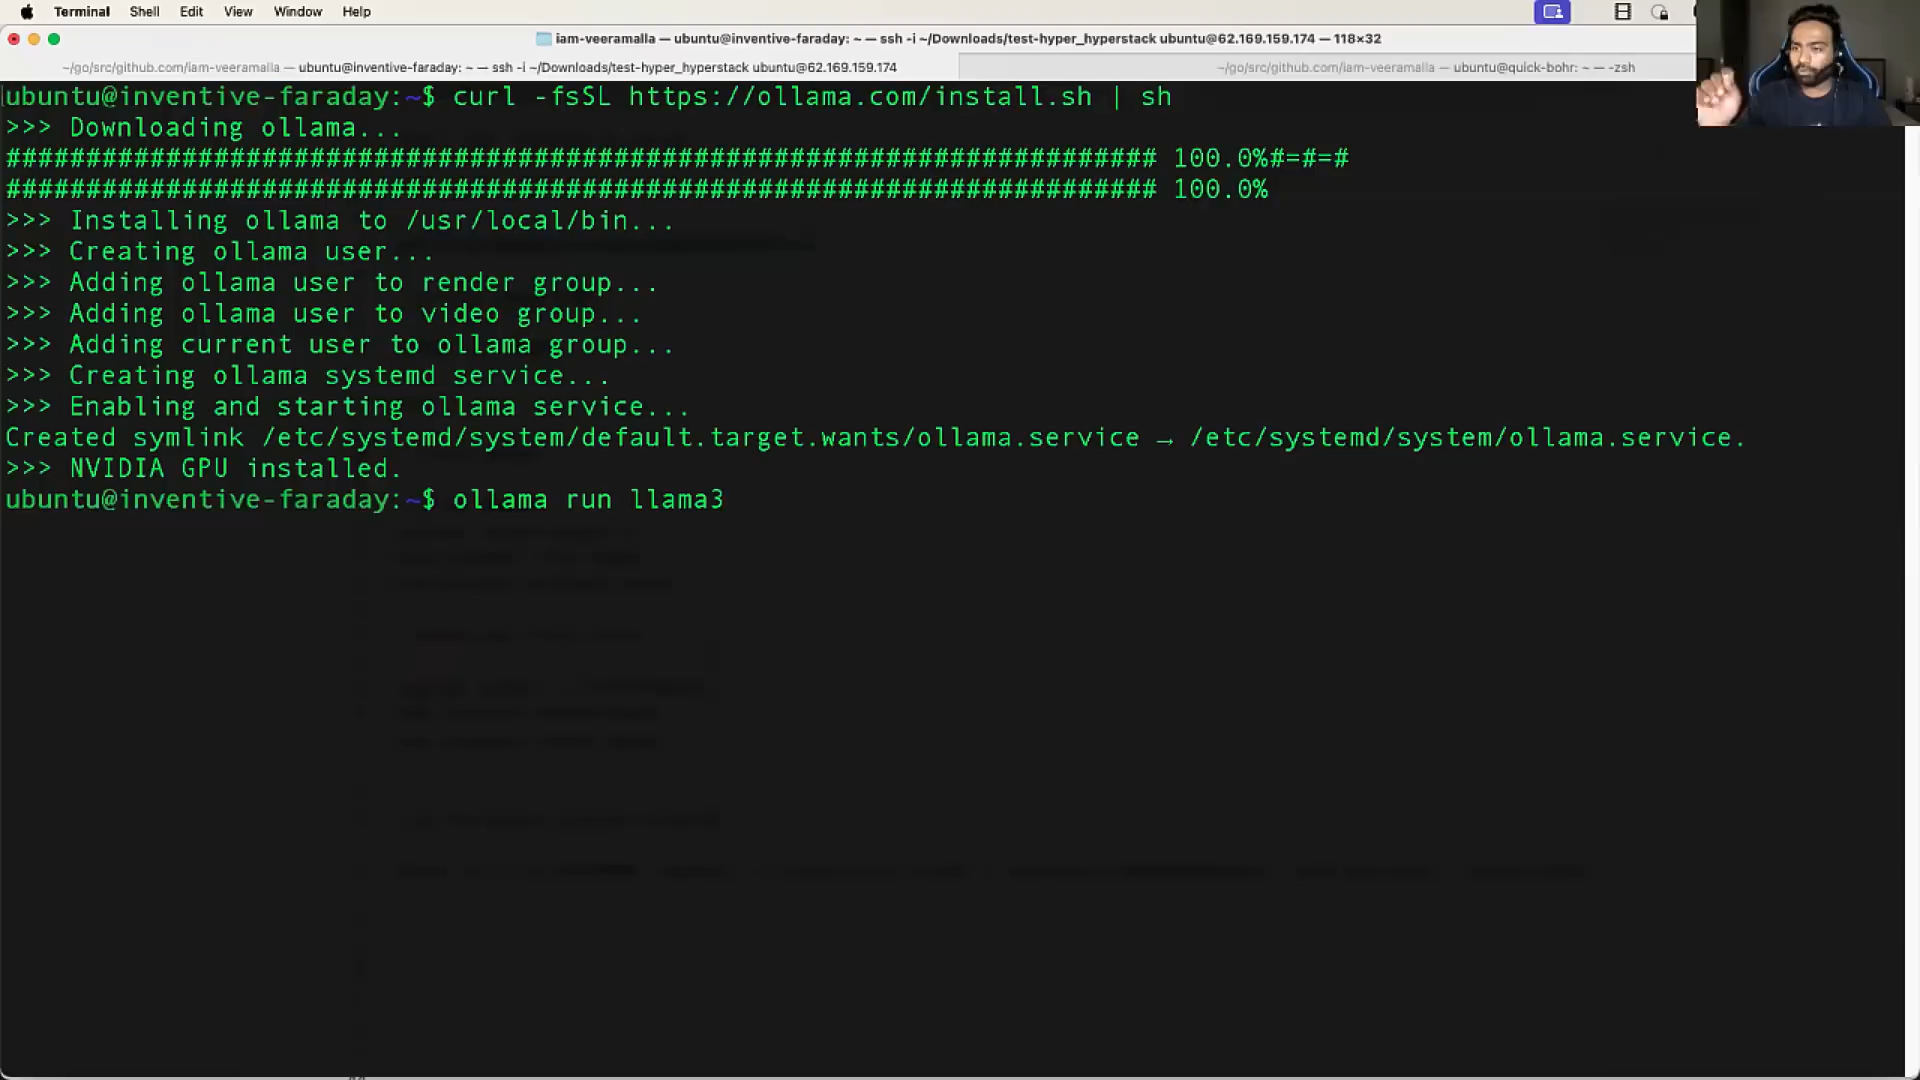 Terminal Shell Edit View Window Help
iam-veeramalla — ubuntu@inventive-faraday: ~ — ssh -i ~/Downloads/test-hyper_hyperstack ubuntu@62.169.159.174 — 118×32
~/go/src/github.com/iam-veeramalla — ubuntu@inventive-faraday: ~ — ssh -i ~/Downloads/test-hyper_hyperstack ubuntu@62.169.159.174
~/go/src/github.com/iam-veeramalla — ubuntu@quick-bohr: ~ — -zsh
ubuntu@inventive-faraday:~$ curl -fsSL https://ollama.com/install.sh | sh
>>> Downloading ollama...
######################################################################## 100.0%#=#=#
######################################################################## 100.0%
>>> Installing ollama to /usr/local/bin...
>>> Creating ollama user...
>>> Adding ollama user to render group...
>>> Adding ollama user to video group...
>>> Adding current user to ollama group...
>>> Creating ollama systemd service...
>>> Enabling and starting ollama service...
Created symlink /etc/systemd/system/default.target.wants/ollama.service → /etc/systemd/system/ollama.service.
>>> NVIDIA GPU installed.
ubuntu@inventive-faraday:~$ ollama run llama3